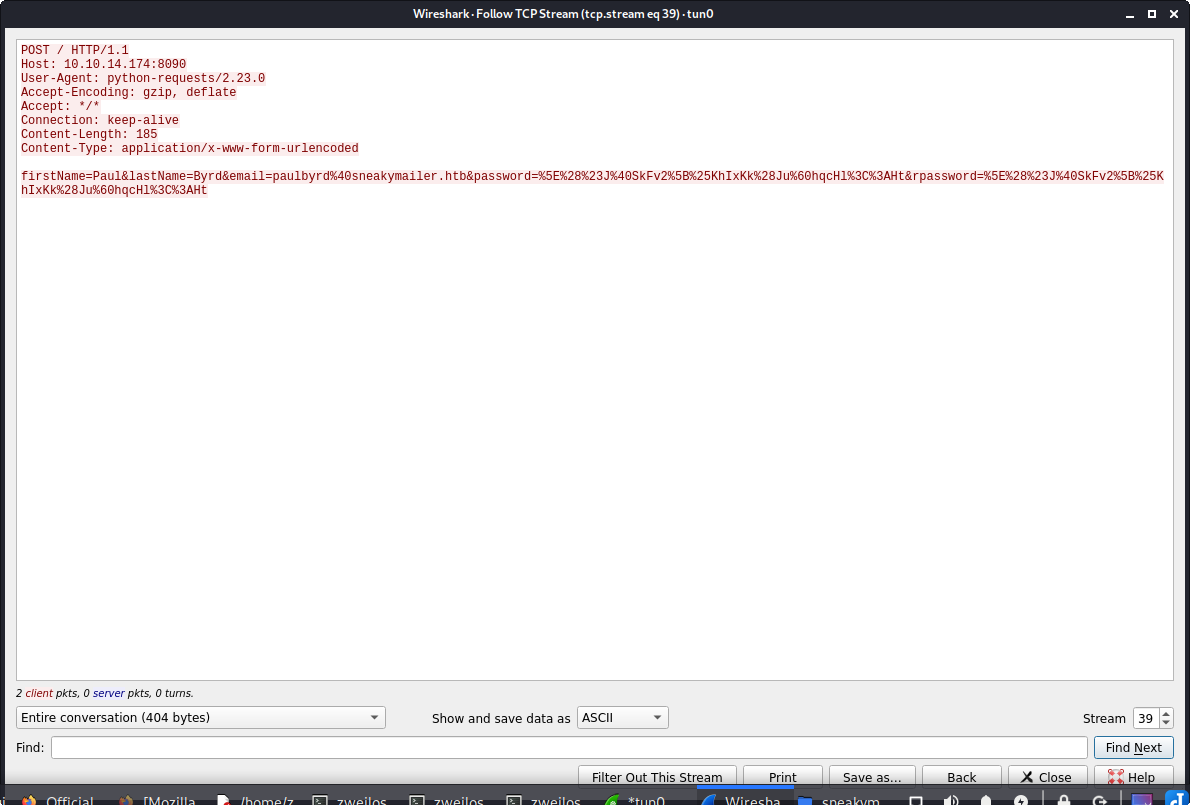 Wireshark · Follow TCP Stream (tcp.stream eq 39) · tun0
POST / HTTP/1.1
Host: 10.10.14.174:8090
User-Agent: python-requests/2.23.0
Accept-Encoding: gzip, deflate
Accept: */*
Connection: keep-alive
Content-Length: 185
Content-Type: application/x-www-form-urlencoded
firstName=Paul&lastName=Byrd&email=paulbyrd%40sneakymailer.htb&password=%5E%28%23J%40SkFv2%5B%25KhIxKk%28Ju%60hqcHl%3C%3AHt&rpassword=%5E%28%23J%40SkFv2%5B%25K
hIxKk%28Ju%60hqcHl%3C%3AHt
2 client pkts, 0 server pkts, 0 turns.
Entire conversation (404 bytes) Show and save data as ASCII Stream 39
Find: Find Next
Filter Out This Stream Print Save as… Back Close Help
Official [Mozilla /home/z zweilos zweilos zweilos *tun0 Wiresha sneakym